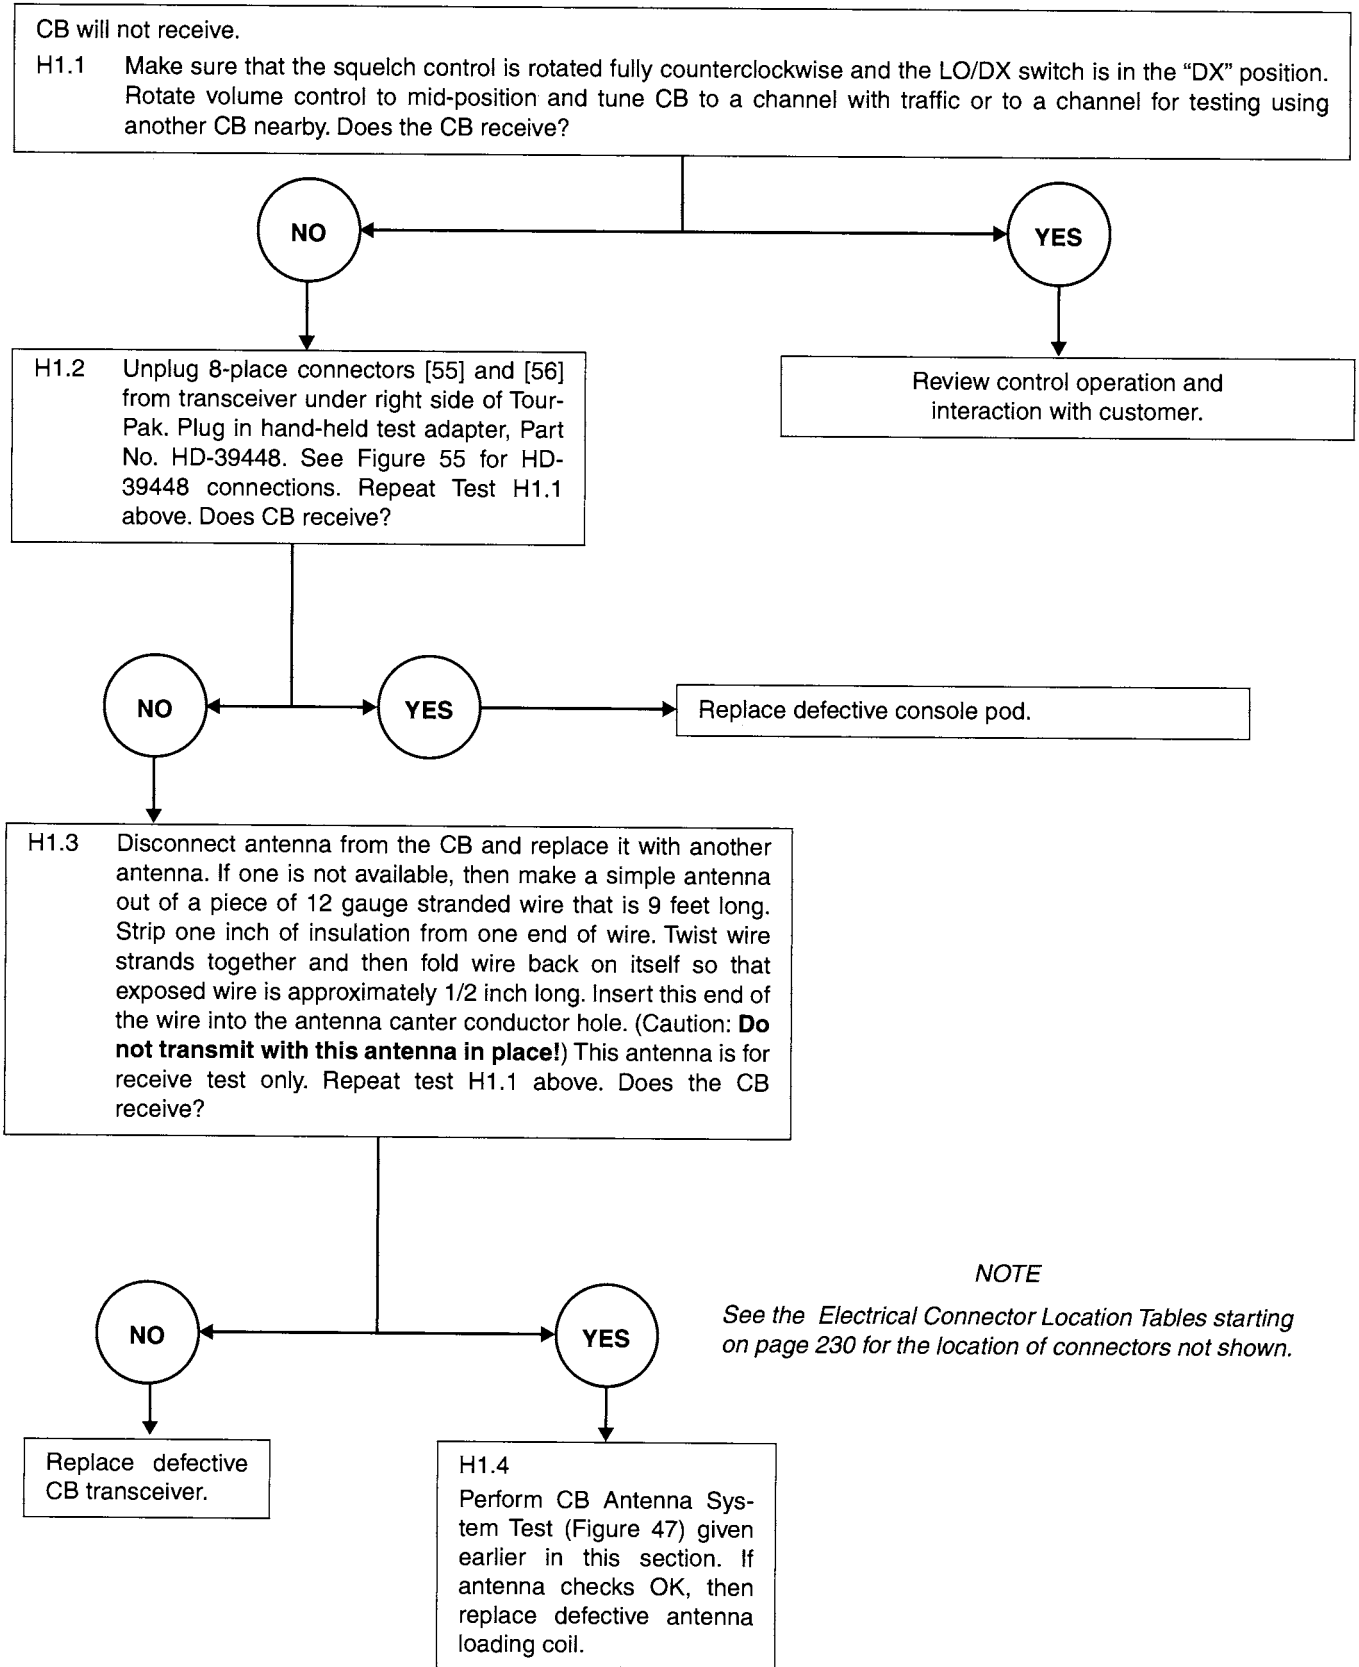 CB will not receive.
H1.1 Make sure that the squelch control is rotated fully counterclockwise and the LO/DX switch is in the “DX” position.
Rotate volume control to mid-position and tune CB to a channel with traffic or to a channel for testing using
another CB nearby. Does the CB receive?
NO
YES
H1.2 Unplug 8-place connectors [55] and [56]
from transceiver under right side of Tour-
Pak. Plug in hand-held test adapter, Part
No. HD-39448. See Figure 55 for HD-
39448 connections. Repeat Test H1.1
above. Does CB receive?
Review control operation and
interaction with customer.
NO
YES
Replace defective console pod.
H1.3 Disconnect antenna from the CB and replace it with another
antenna. If one is not available, then make a simple antenna
out of a piece of 12 gauge stranded wire that is 9 feet long.
Strip one inch of insulation from one end of wire. Twist wire
strands together and then fold wire back on itself so that
exposed wire is approximately 1/2 inch long. Insert this end of
the wire into the antenna canter conductor hole. (Caution: Do
not transmit with this antenna in place!) This antenna is for
receive test only. Repeat test H1.1 above. Does the CB
receive?
NO
YES
NOTE
See the Electrical Connector Location Tables starting
on page 230 for the location of connectors not shown.
Replace defective
CB transceiver.
H1.4
Perform CB Antenna Sys-
tem Test (Figure 47) given
earlier in this section. If
antenna checks OK, then
replace defective antenna
loading coil.